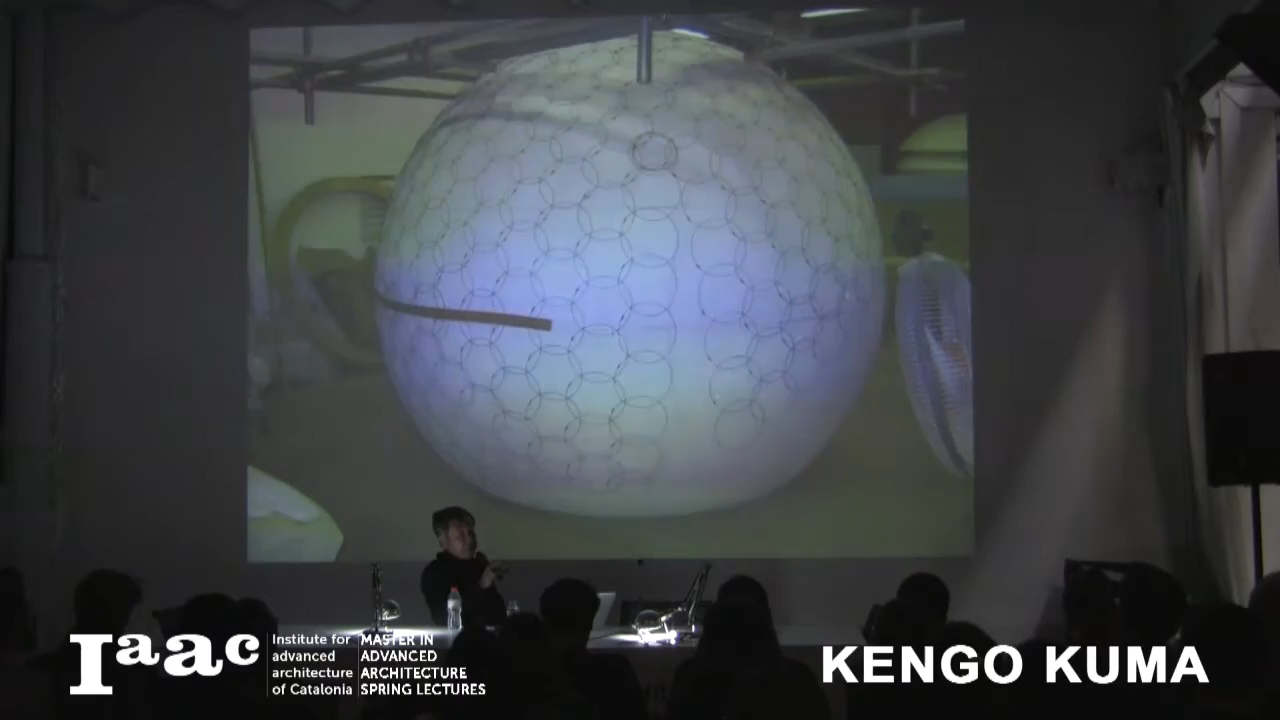 Iaac
Institute for
advanced
architecture
of Catalonia
MASTER IN
ADVANCED
ARCHITECTURE
SPRING LECTURES
KENGO KUMA